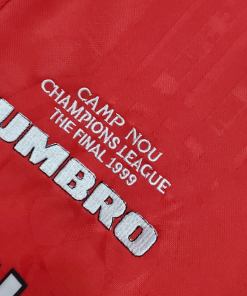 CAMP NOU
CHAMPIONS LEAGUE
THE FINAL 1999
UMBRO